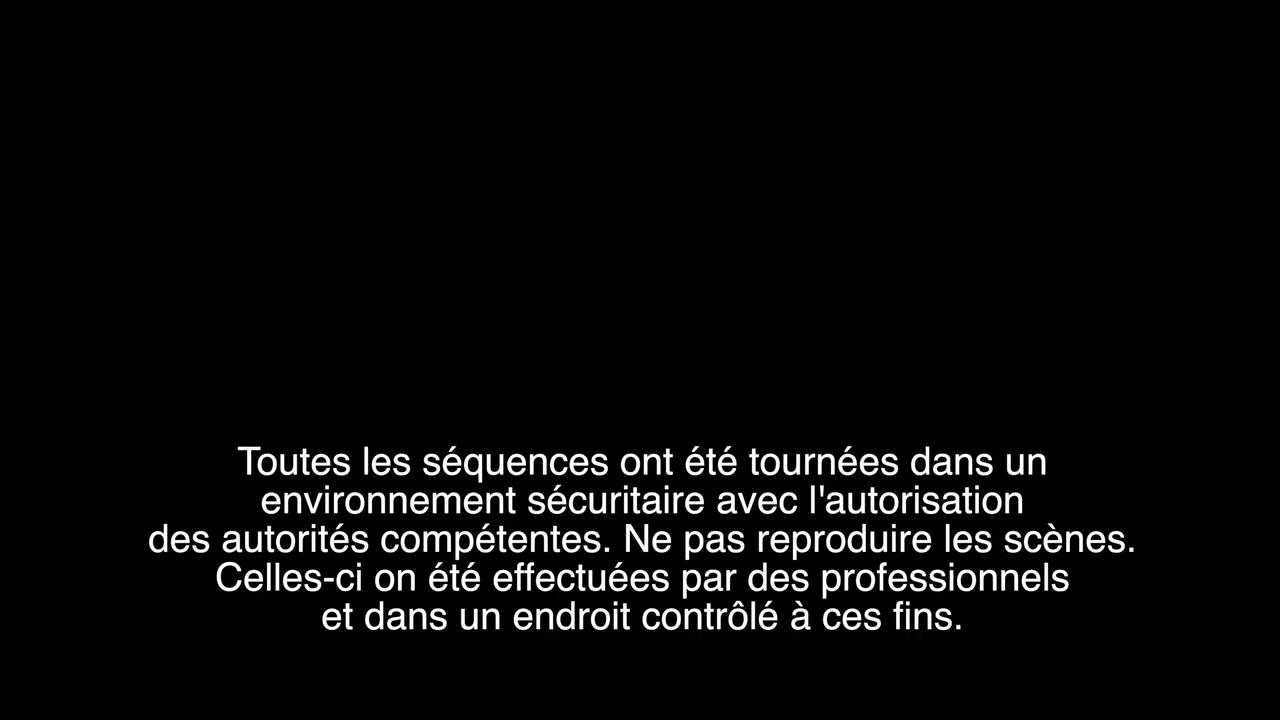 Toutes les séquences ont été tournées dans un
environnement sécuritaire avec l'autorisation
des autorités compétentes. Ne pas reproduire les scènes.
Celles-ci on été effectuées par des professionnels
et dans un endroit contrôlé à ces fins.